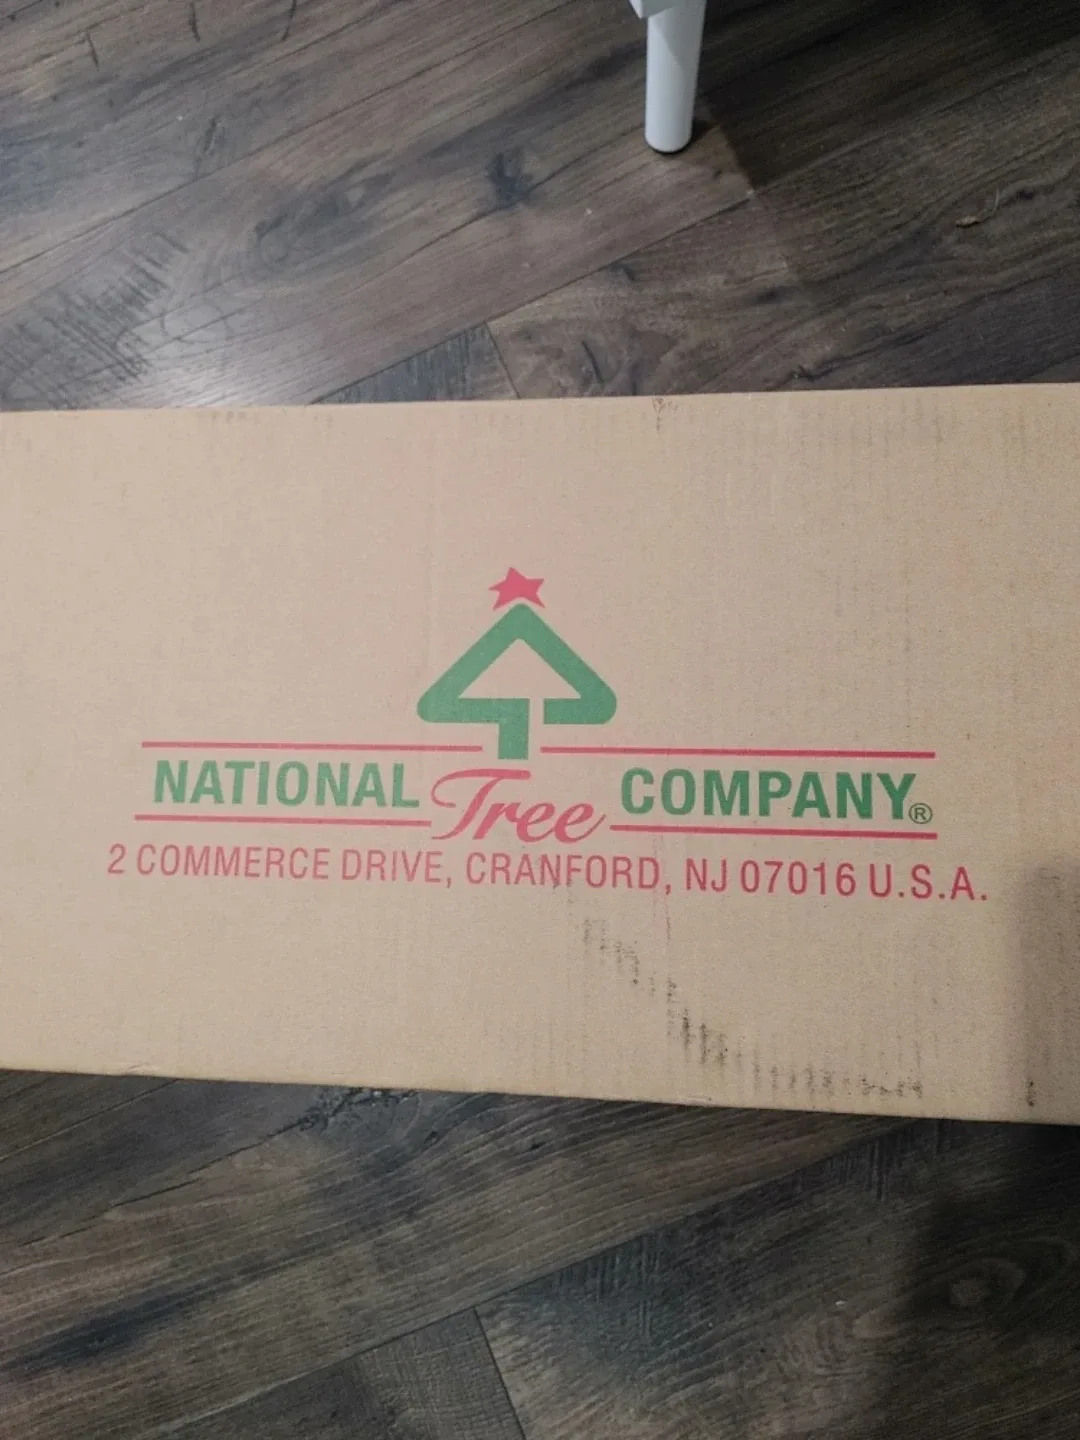 NATIONAL Tree COMPANY®
2 COMMERCE DRIVE, CRANFORD, NJ 07016 U.S.A.